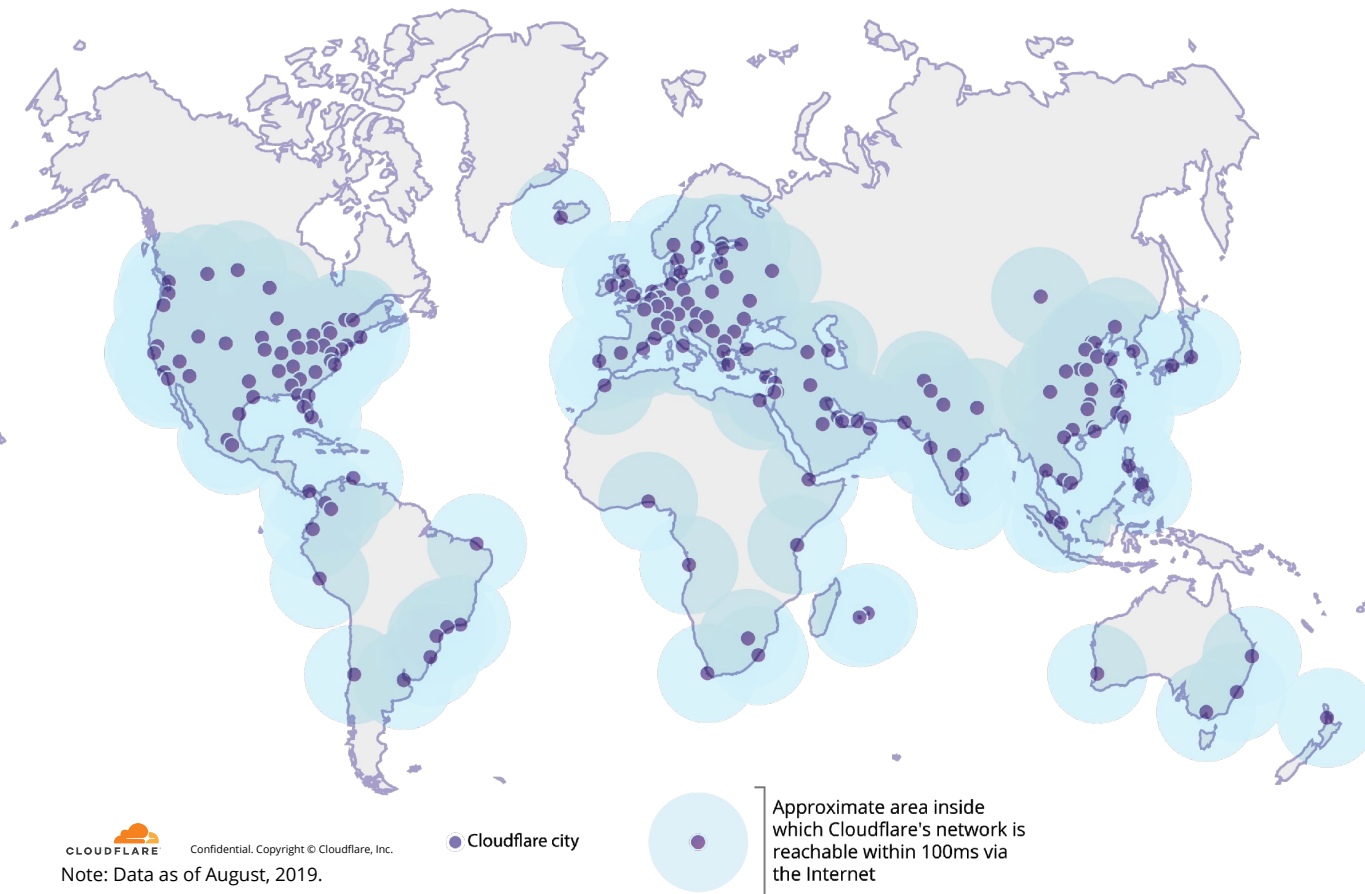 CLOUDFLARE
Confidential. Copyright © Cloudflare, Inc.
Note: Data as of August, 2019.
Cloudflare city
Approximate area inside
which Cloudflare's network is
reachable within 100ms via
the Internet